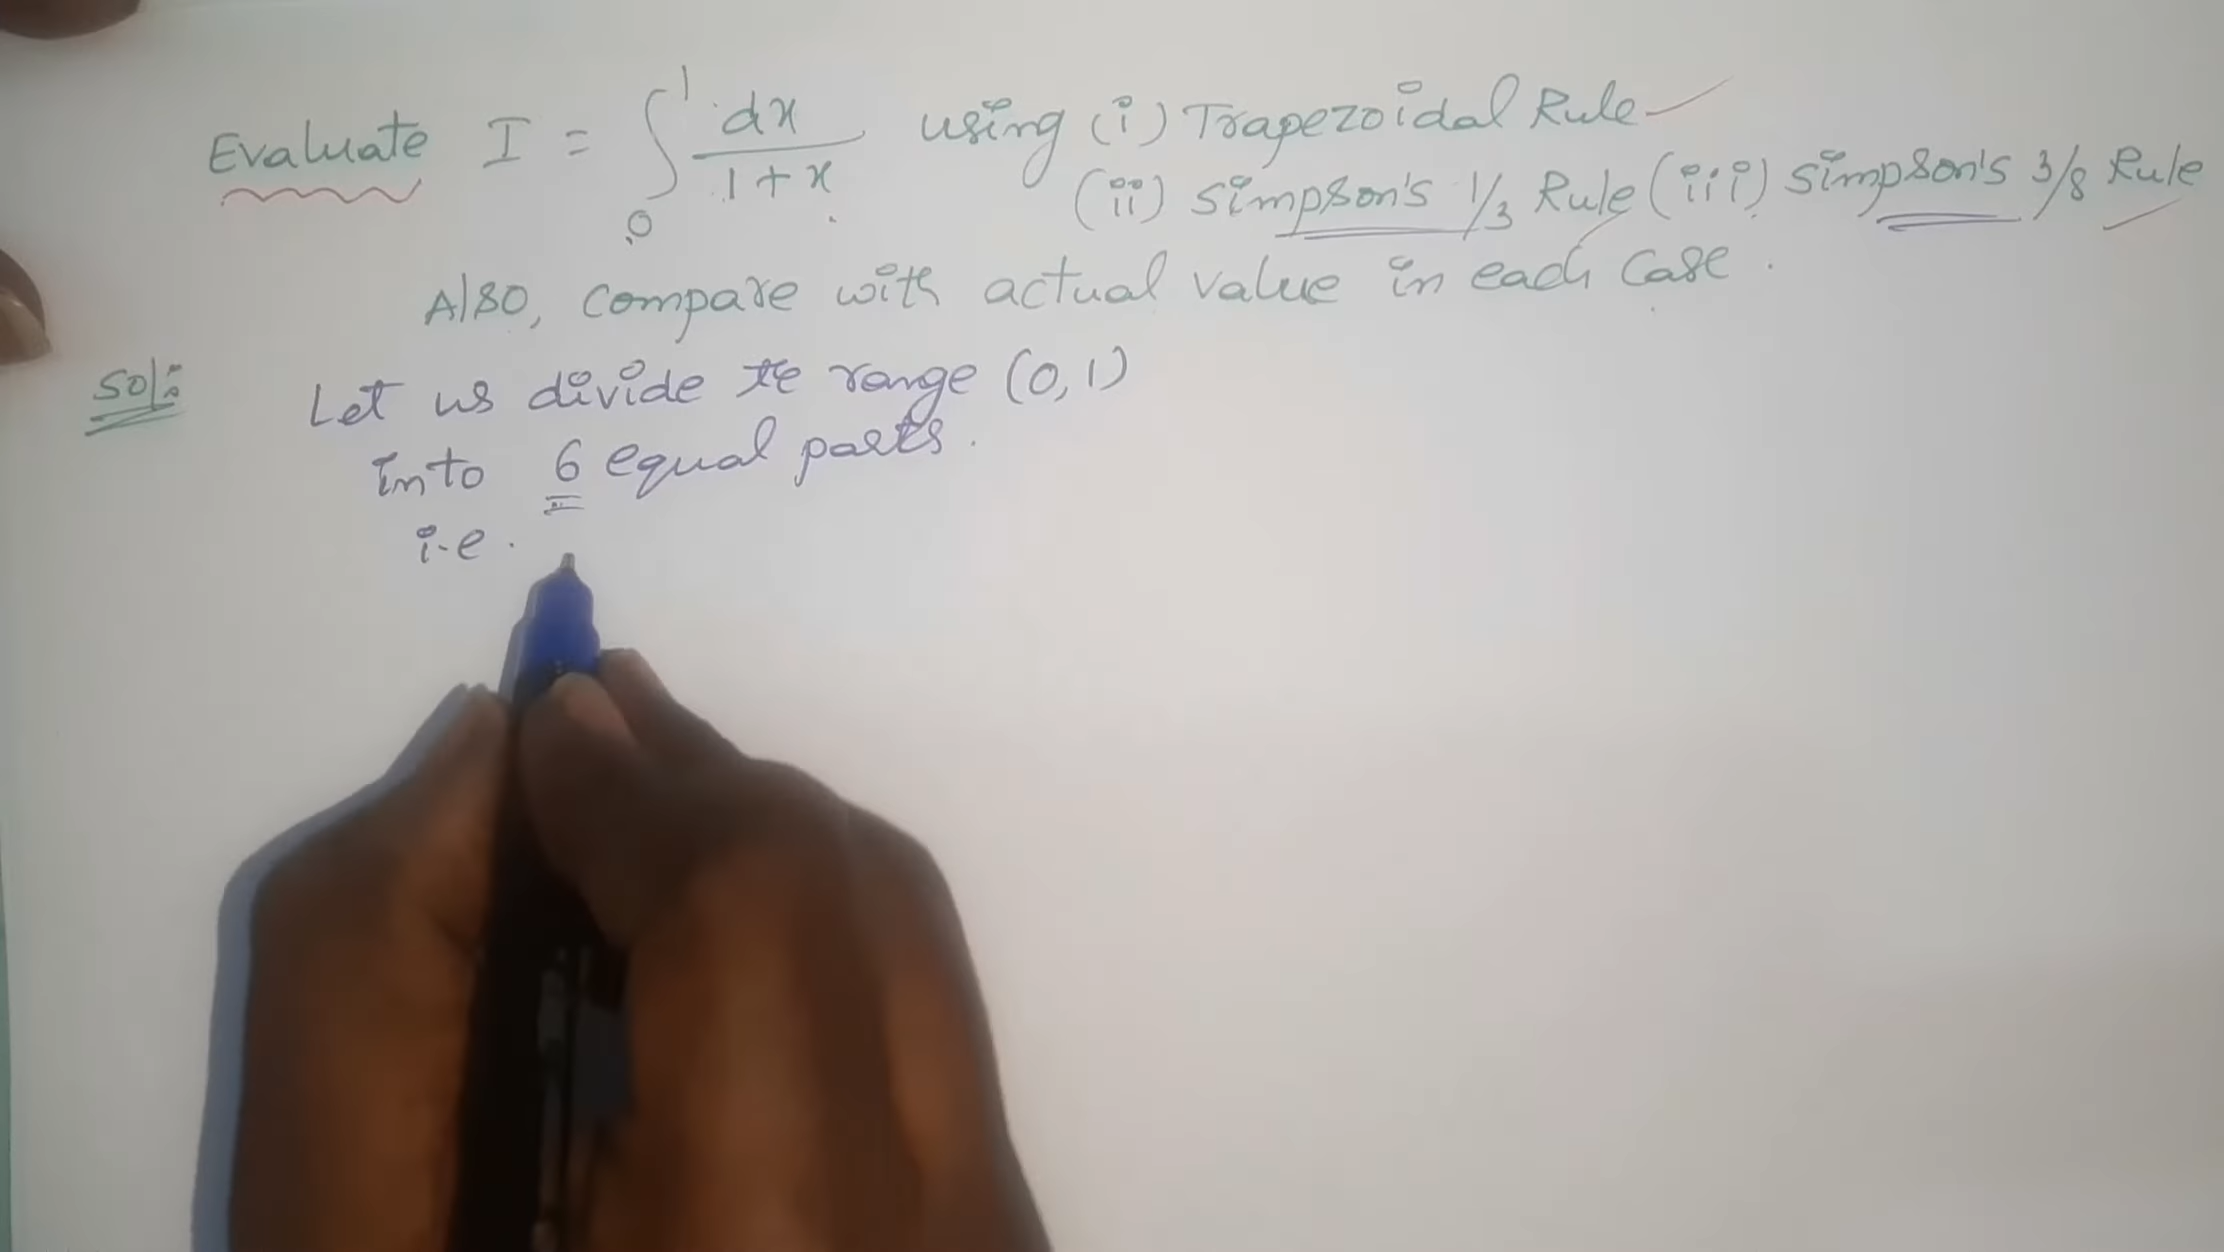 Evaluate I = ∫₀¹ dx/1+x using (i) Trapezoidal Rule
(ii) Simpson's 1/3 Rule (iii) Simpson's 3/8 Rule
Also, compare with actual value in each case.
Sol:
Let us divide te range (0,1)
into 6 equal parts.
i.e.